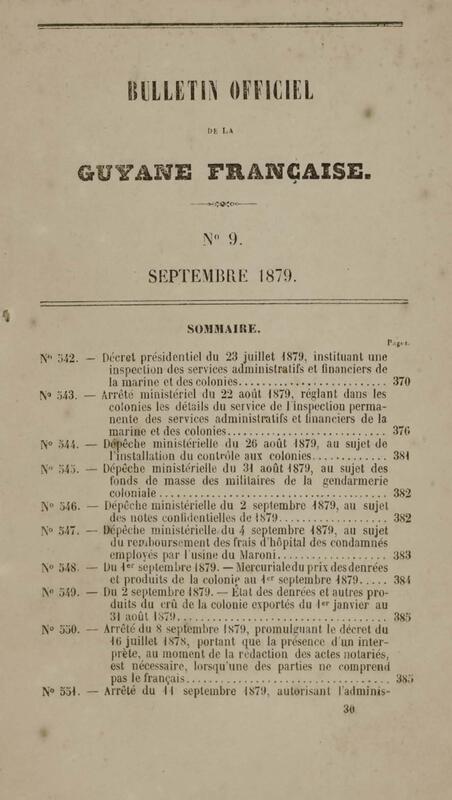 BULLETIN OFFICIEL
DE LA
GUYANE FRANÇAISE.
No 9.
SEPTEMBRE 1879.
SOMMAIRE.
Pages.
No 542. — Décret présidentiel du 23 juillet 1879, instituant une
inspection des services administratifs et financiers de
la marine et des colonies.............................. 370
No 543. — Arrêté ministériel du 22 août 1879, réglant dans les
colonies les détails du service de l'inspection perma-
nente des services administratifs et financiers de la
marine et des colonies................................ 376
No 544. — Dépêche ministérielle du 26 août 1879, au sujet de
l'installation du contrôle aux colonies.............. 381
No 545. — Dépêche ministérielle du 31 août 1879, au sujet des
fonds de masse des militaires de la gendarmerie
coloniale............................................ 382
No 546. — Dépêche ministérielle du 2 septembre 1879, au sujet
des notes confidentielles de 1879.................... 382
No 547. — Dépêche ministérielle du 4 septembre 1879, au sujet
du remboursement des frais d'hôpital des condamnés
employés par l'usine du Maroni...................... 383
No 548. — Du 1er septembre 1879. — Mercuriale du prix des denrées
et produits de la colonie au 1er septembre 1879..... 384
No 549. — Du 2 septembre 1879. — État des denrées et autres pro-
duits du crû de la colonie exportés du 1er janvier au
31 août 1879........................................ 385
No 550. — Arrêté du 8 septembre 1879, promulguant le décret du
16 juillet 1878, portant que la présence d'un inter-
prète, au moment de la rédaction des actes notariés,
est nécessaire, lorsqu'une des parties ne comprend
pas le français...................................... 385
No 551. — Arrêté du 11 septembre 1879, autorisant l'adminis-
30